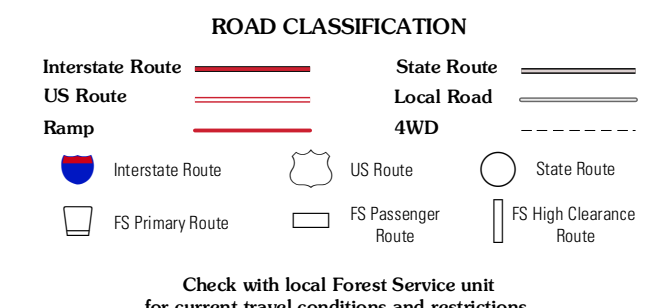 ROAD CLASSIFICATION
Interstate Route
State Route
US Route
Local Road
Ramp
4WD
Interstate Route
US Route
State Route
FS Primary Route
FS Passenger
Route
FS High Clearance
Route
Check with local Forest Service unit
for current travel conditions and restrictions